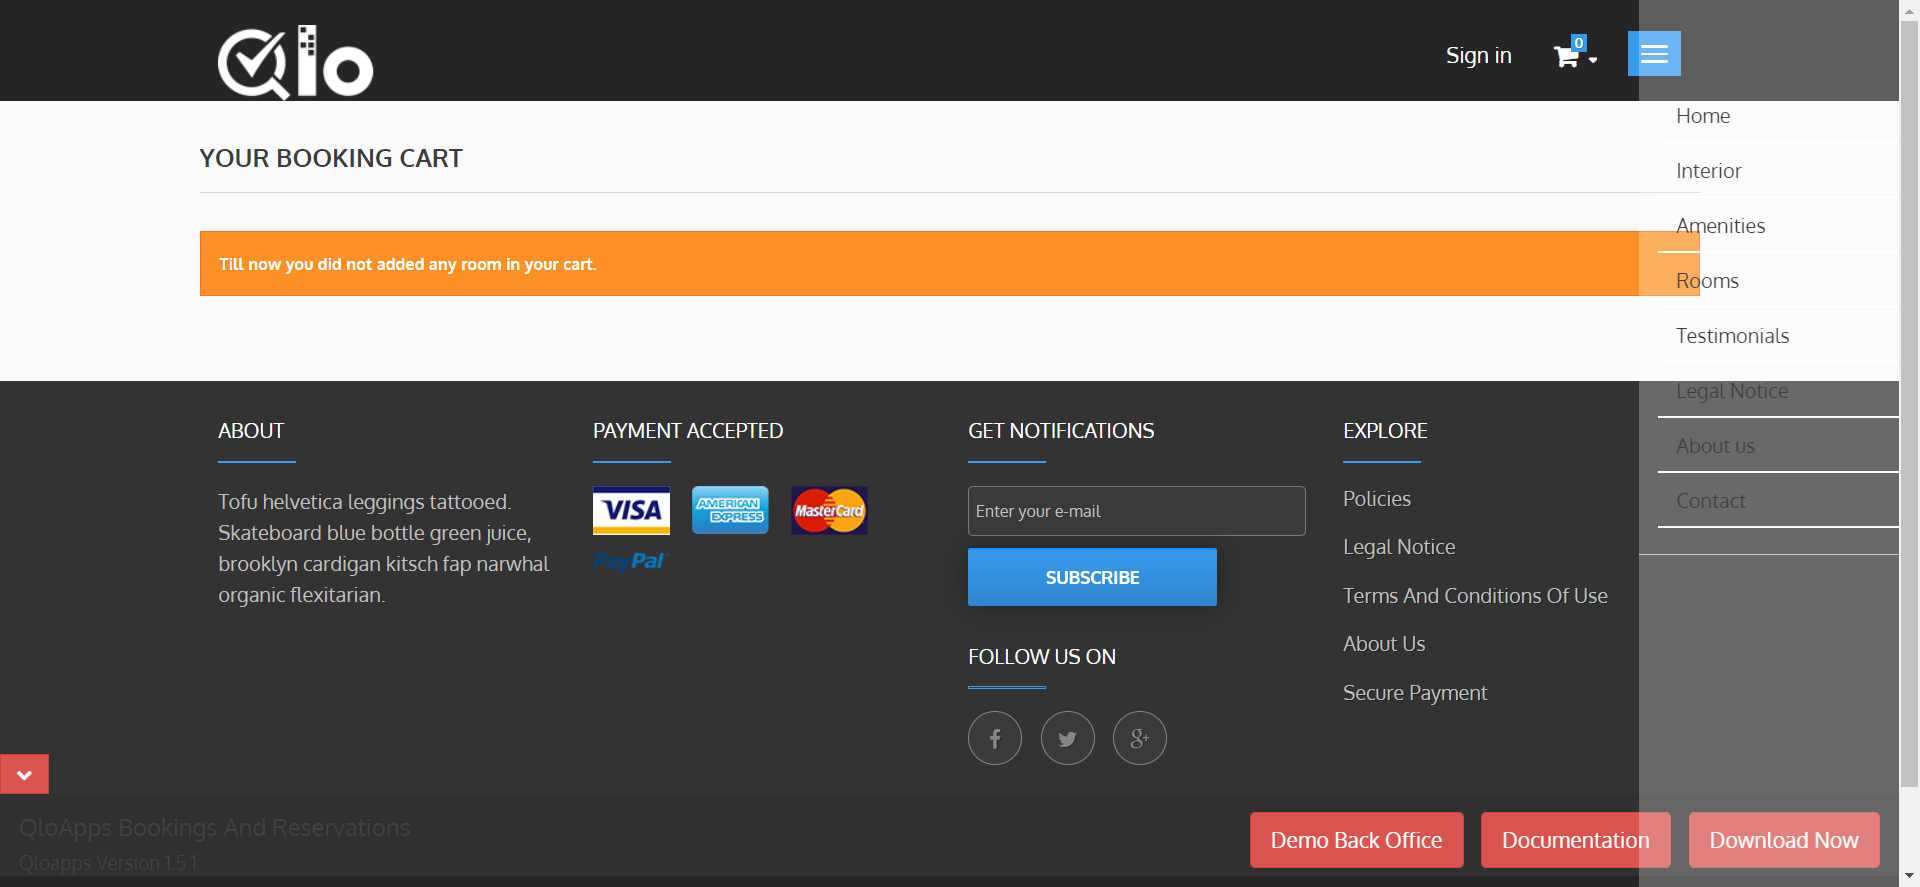 Qlo
Sign in
0
Home
Interior
Amenities
Rooms
Testimonials
Legal Notice
About us
Contact
YOUR BOOKING CART
Till now you did not added any room in your cart.
ABOUT
Tofu helvetica leggings tattooed.
Skateboard blue bottle green juice,
brooklyn cardigan kitsch fap narwhal
organic flexitarian.
PAYMENT ACCEPTED
VISA
AMERICAN
EXPRESS
MasterCard
PayPal
GET NOTIFICATIONS
Enter your e-mail
SUBSCRIBE
FOLLOW US ON
EXPLORE
Policies
Legal Notice
Terms And Conditions Of Use
About Us
Secure Payment
QloApps Bookings And Reservations
Qloapps Version 1.5.1
Demo Back Office
Documentation
Download Now